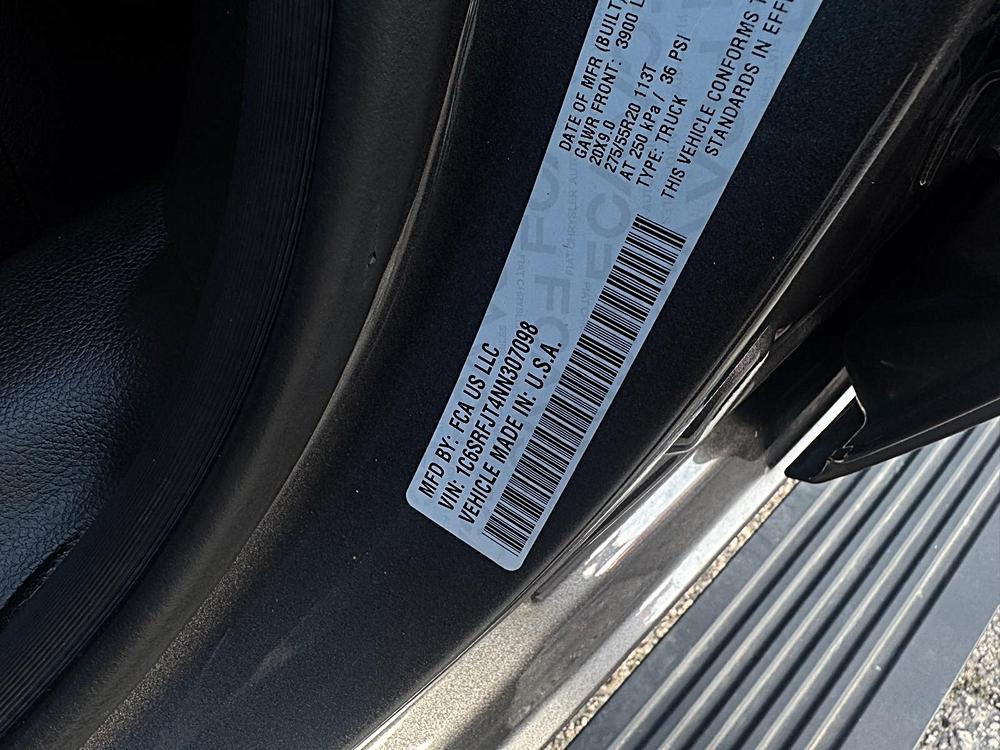 MFD BY: FCA US LLC
VIN: 1C6SRFJT4NN307098
VEHICLE MADE IN: U.S.A.
DATE OF MFR (BUILT)
GAWR FRONT: 3900 L
20X9.0
275/55R20 113T
AT 250 kPa / 36 PSI
TYPE: TRUCK
THIS VEHICLE CONFORMS T
STANDARDS IN EFFE